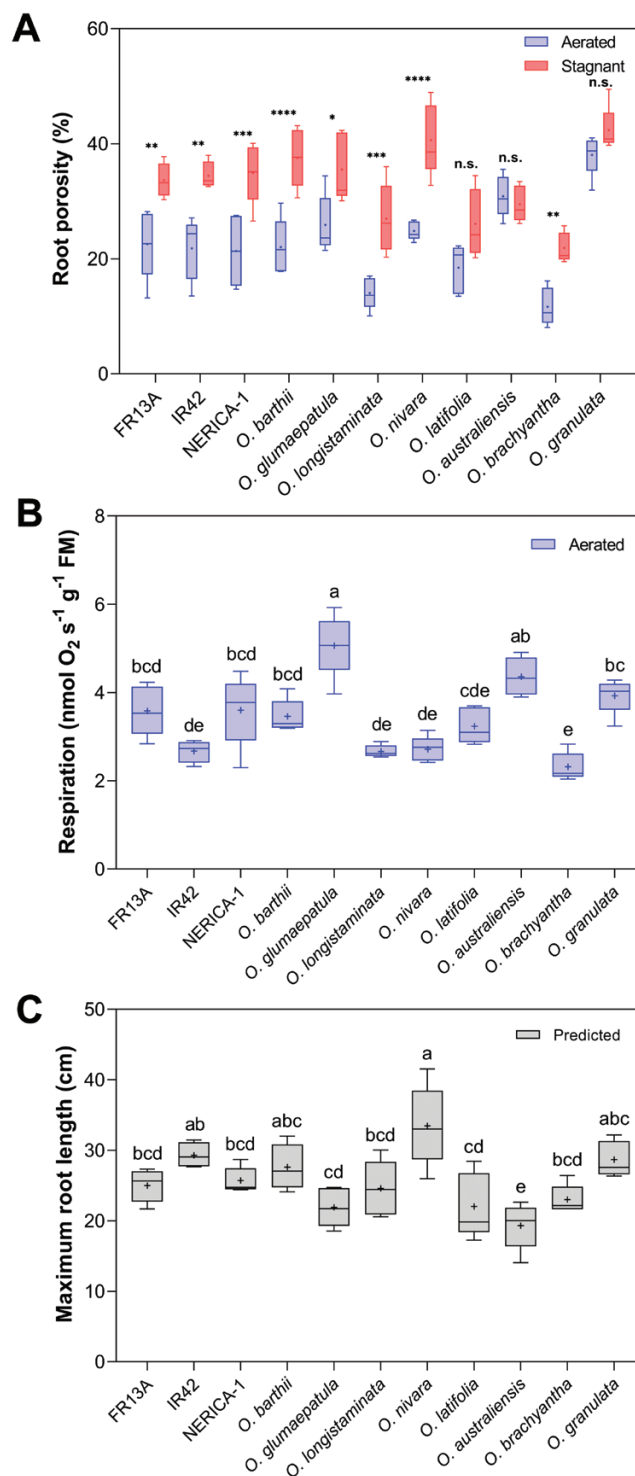 A
Root porosity (%)
60
40
20
0
Aerated
Stagnant
** ** *** **** * *** **** n.s. n.s. ** n.s.
FR13A
IR42
NERICA-1
O. barthii
O. glumaepatula
O. longistaminata
O. nivara
O. latifolia
O. australiensis
O. brachyantha
O. granulata
B
Respiration (nmol O₂ s⁻¹ g⁻¹ FM)
8
6
4
2
0
Aerated
bcd de bcd bcd a de de cde ab e bc
FR13A
IR42
NERICA-1
O. barthii
O. glumaepatula
O. longistaminata
O. nivara
O. latifolia
O. australiensis
O. brachyantha
O. granulata
C
Maximum root length (cm)
50
40
30
20
10
0
Predicted
bcd ab bcd abc cd bcd a cd e bcd abc
FR13A
IR42
NERICA-1
O. barthii
O. glumaepatula
O. longistaminata
O. nivara
O. latifolia
O. australiensis
O. brachyantha
O. granulata